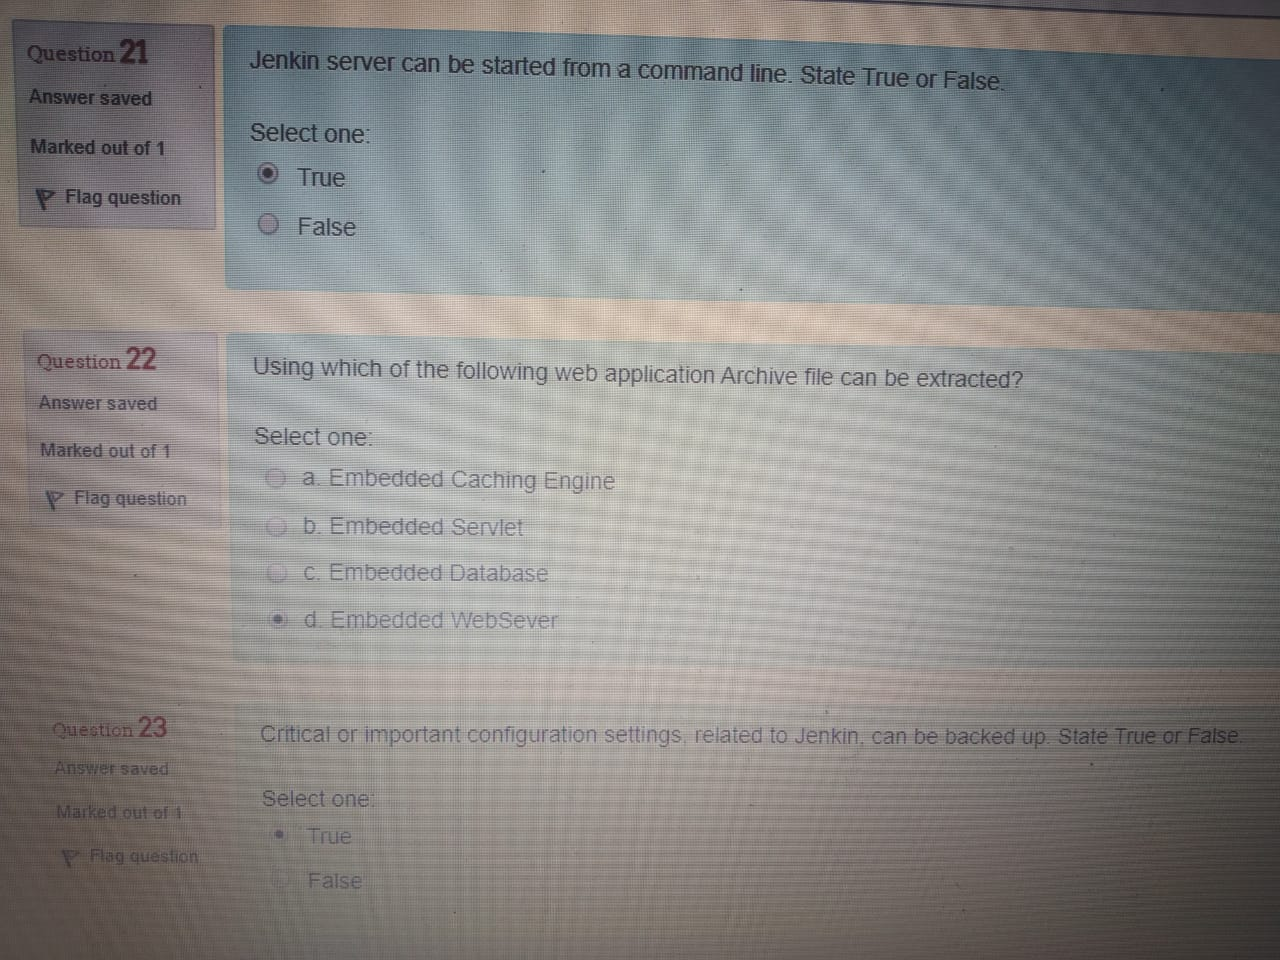 Question 21
Answer saved
Marked out of 1
Flag question
Jenkin server can be started from a command line. State True or False.
Select one:
True
False
Question 22
Answer saved
Marked out of 1
Flag question
Using which of the following web application Archive file can be extracted?
Select one:
a. Embedded Caching Engine
b. Embedded Servlet
c. Embedded Database
d. Embedded WebSever
Question 23
Answer saved
Marked out of 1
Flag question
Critical or important configuration settings, related to Jenkin, can be backed up. State True or False.
Select one:
True
False